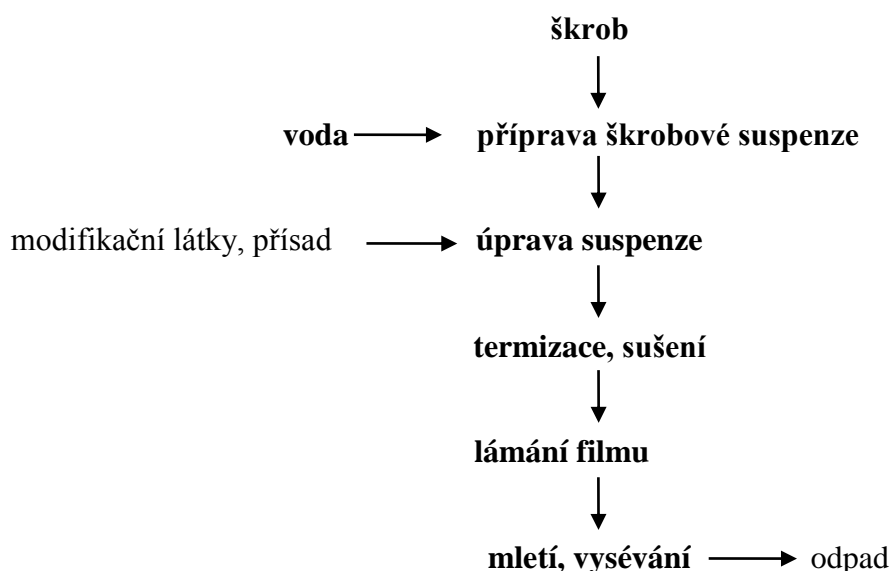 škrob
voda příprava škrobové suspenze
modifikační látky, přísad úprava suspenze
termizace, sušení
lámání filmu
mletí, vysévání odpad